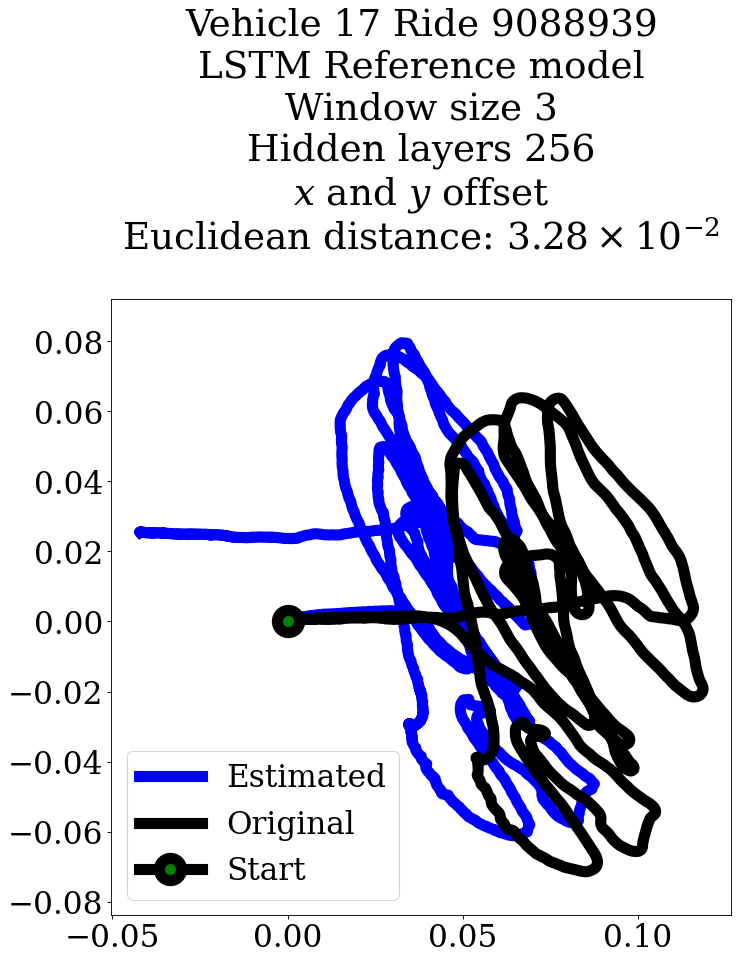 Vehicle 17 Ride 9088939
LSTM Reference model
Window size 3
Hidden layers 256
x and y offset
Euclidean distance: 3.28 × 10⁻²
0.08
0.06
0.04
0.02
0.00
−0.02
−0.04
−0.06
−0.08
Estimated
Original
Start
−0.05 0.00 0.05 0.10